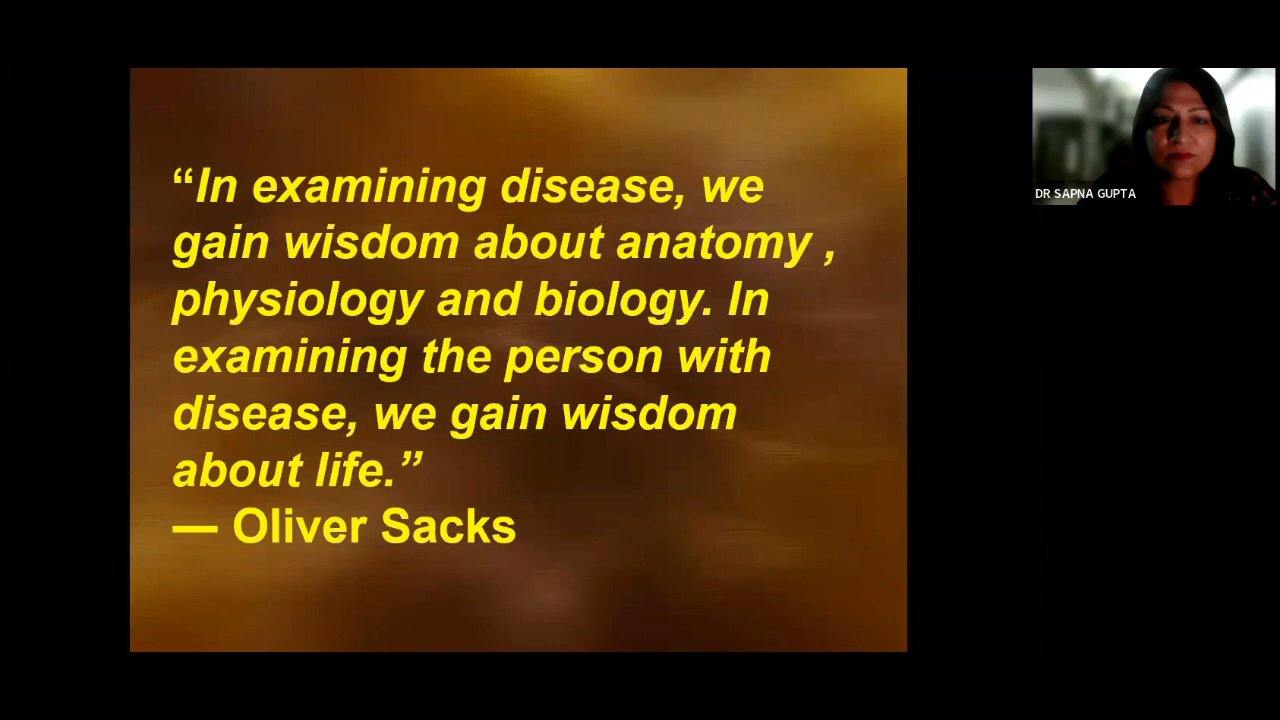 “In examining disease, we
gain wisdom about anatomy ,
physiology and biology. In
examining the person with
disease, we gain wisdom
about life.”
— Oliver Sacks
DR SAPNA GUPTA